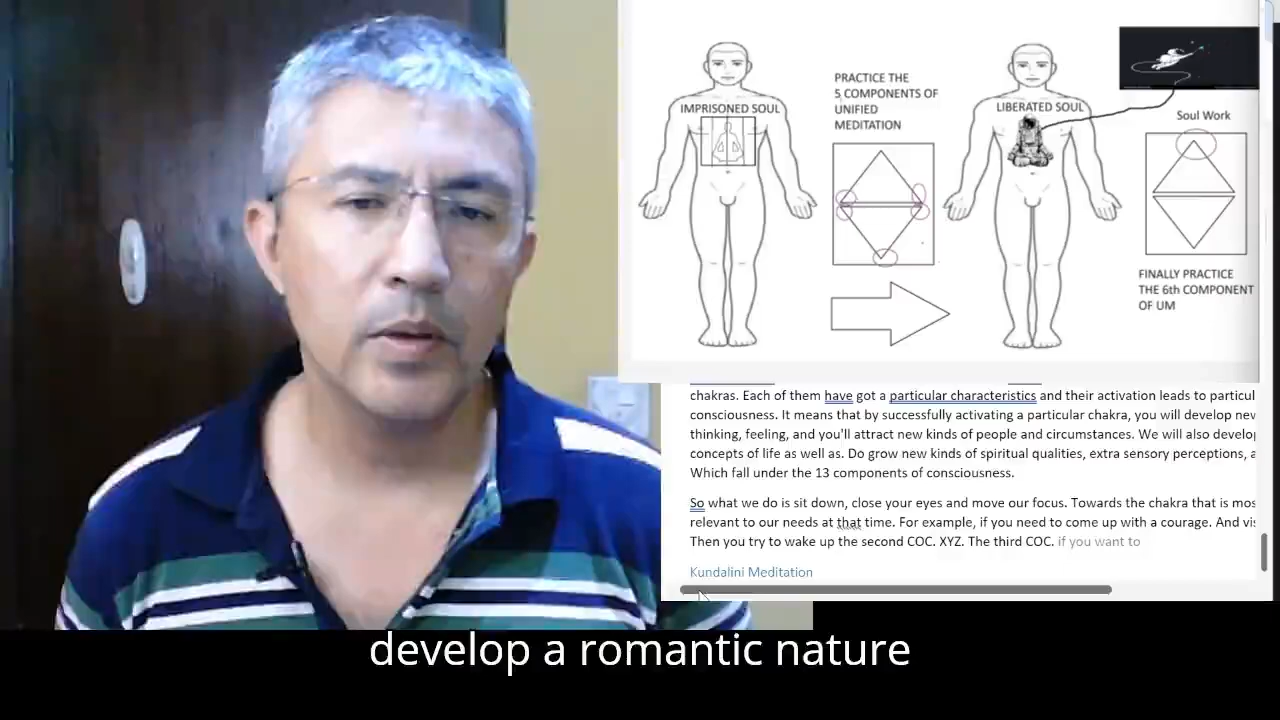 IMPRISONED SOUL
PRACTICE THE
5 COMPONENTS OF
UNIFIED
MEDITATION
LIBERATED SOUL
Soul Work
FINALLY PRACTICE
THE 6th COMPONENT
OF UM
chakras. Each of them have got a particular characteristics and their activation leads to particul
consciousness. It means that by successfully activating a particular chakra, you will develop new
thinking, feeling, and you'll attract new kinds of people and circumstances. We will also develop
concepts of life as well as. Do grow new kinds of spiritual qualities, extra sensory perceptions, a
Which fall under the 13 components of consciousness.
So what we do is sit down, close your eyes and move our focus. Towards the chakra that is mos
relevant to our needs at that time. For example, if you need to come up with a courage. And vis
Then you try to wake up the second COC. XYZ. The third COC. if you want to
Kundalini Meditation
develop a romantic nature